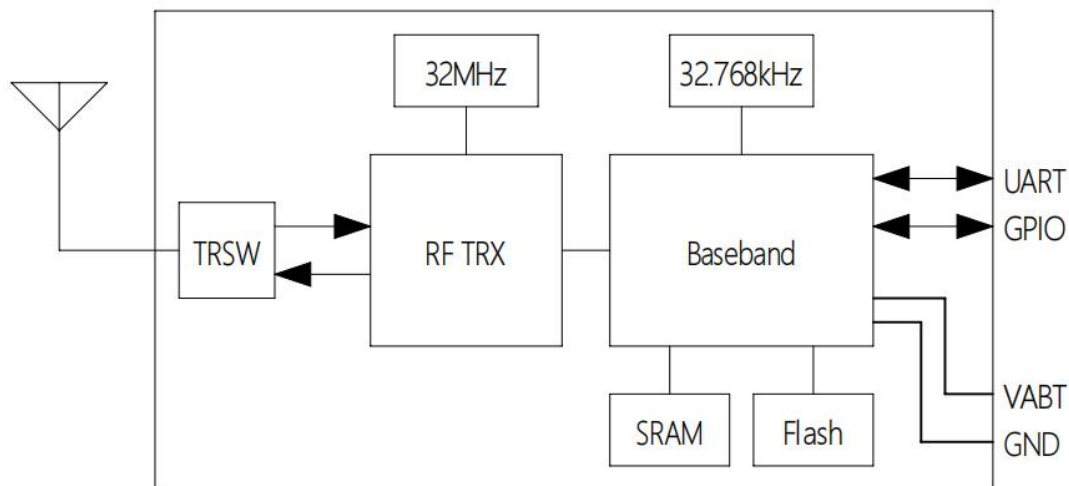 32MHz
32.768kHz
UART
GPIO
TRSW
RF TRX
Baseband
VABT
GND
SRAM
Flash